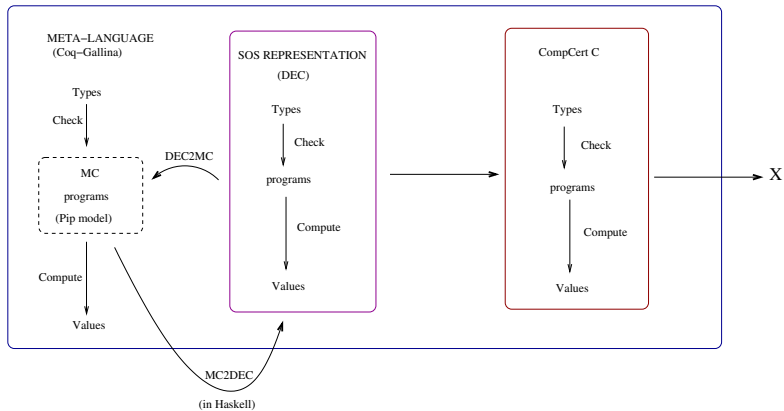 META−LANGUAGE
(Coq−Gallina)
Types
Check
MC
programs
(Pip model)
Compute
Values
DEC2MC
MC2DEC
(in Haskell)
SOS REPRESENTATION
(DEC)
Types
Check
programs
Compute
Values
CompCert C
Types
Check
programs
Compute
Values
X